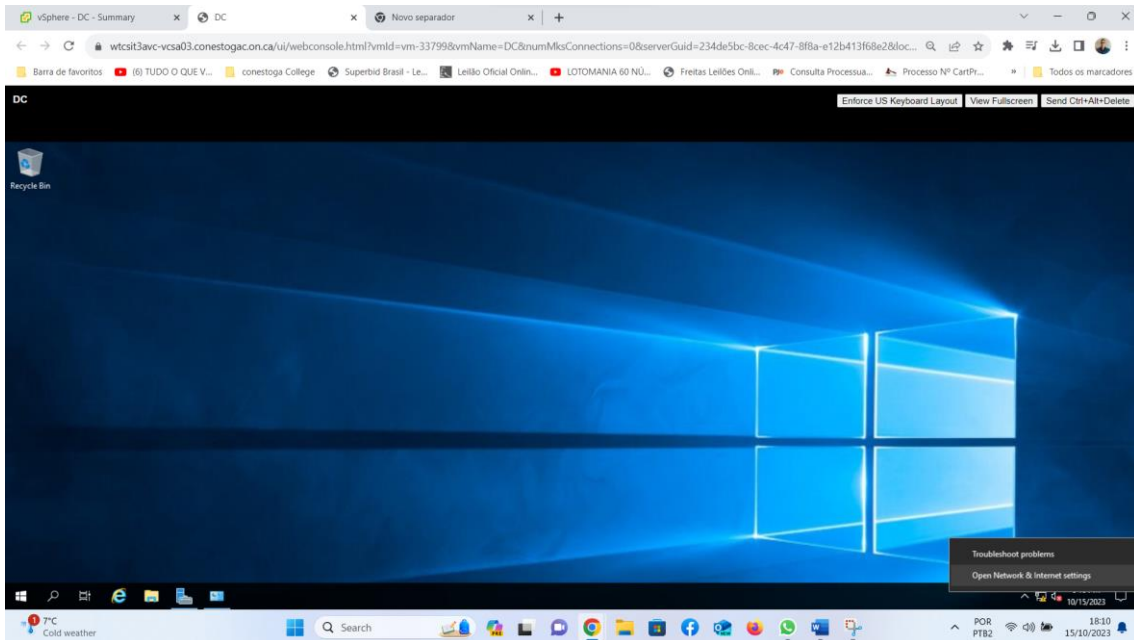 vSphere - DC - Summary
DC
Novo separador
wtcsit3avc-vcsa03.conestogac.on.ca/ui/webconsole.html?vmId=vm-33799&vmName=DC&numMksConnections=0&serverGuid=234de5bc-8cec-4c47-8f8a-e12b413f68e2&loc...
Barra de favoritos
(6) TUDO O QUE V...
conestoga College
Superbid Brasil - Le...
Leilão Oficial Onlin...
LOTOMANIA 60 NÚ...
Freitas Leilões Onli...
Consulta Processua...
Processo Nº CartPr...
Todos os marcadores
DC
Enforce US Keyboard Layout
View Fullscreen
Send Ctrl+Alt+Delete
Recycle Bin
Troubleshoot problems
Open Network & Internet settings
10/15/2023
7°C
Cold weather
Search
POR
PTB2
18:10
15/10/2023